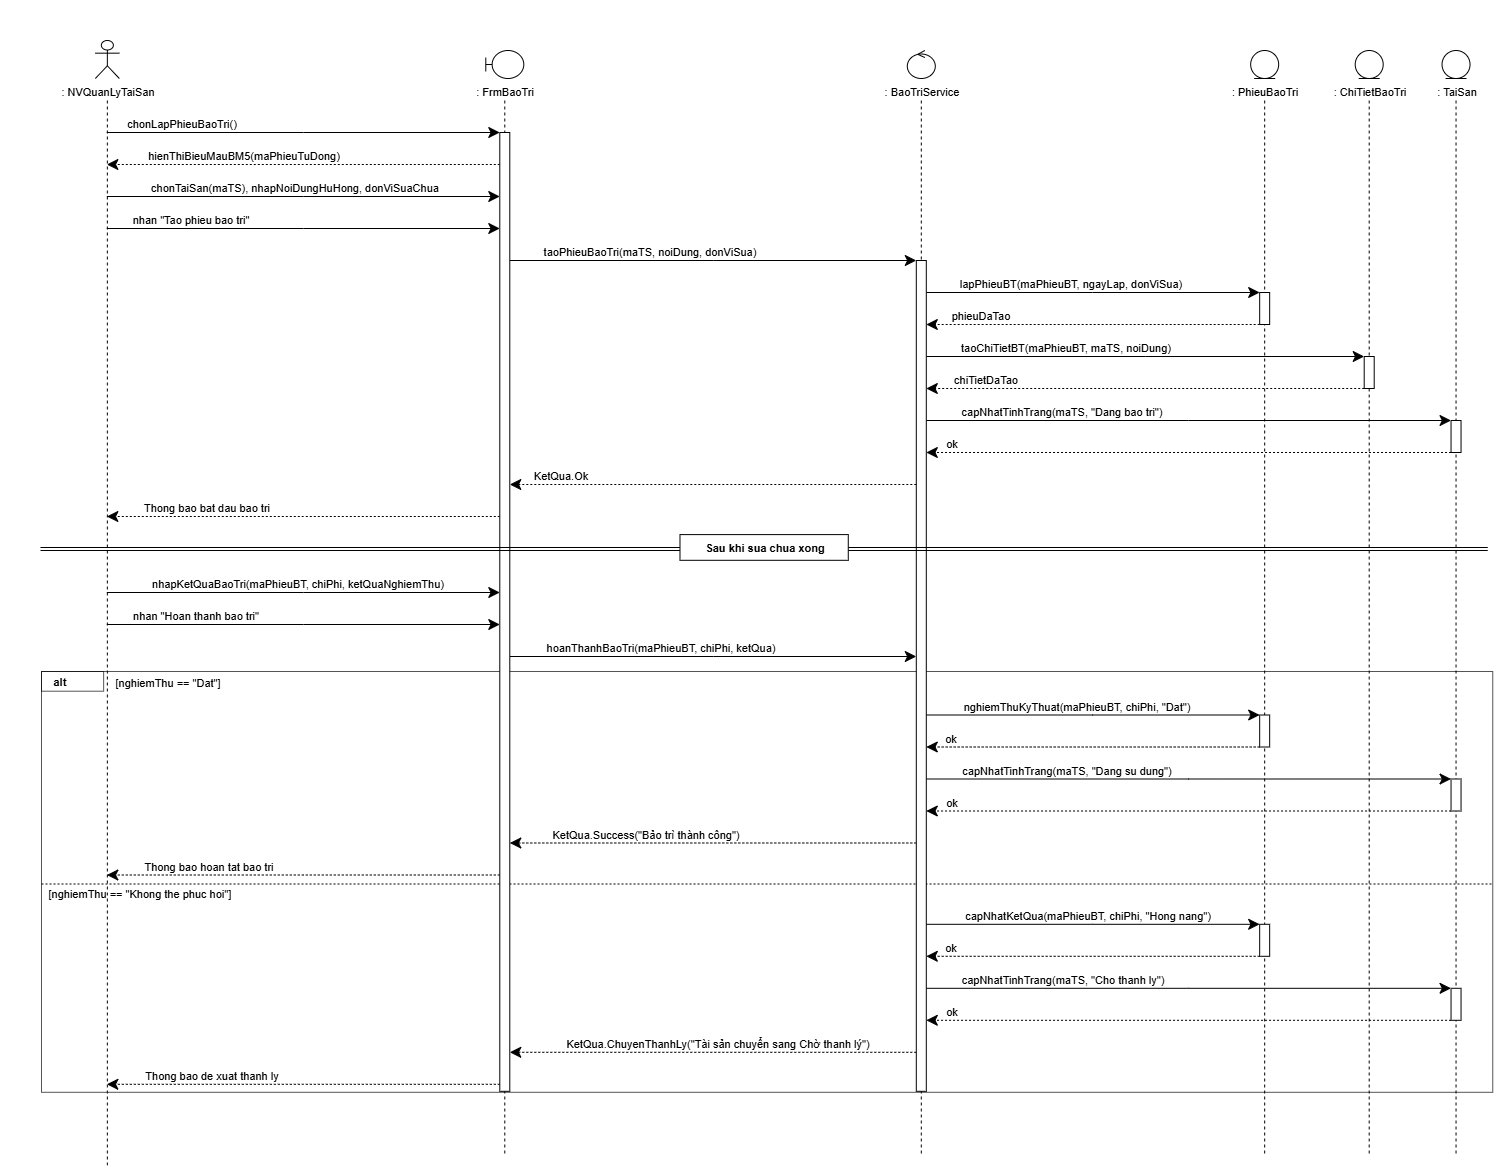 : NVQuanLyTaiSan
: FrmBaoTri
: BaoTriService
: PhieuBaoTri
: ChiTietBaoTri
: TaiSan
chonLapPhieuBaoTri()
hienThiBieuMauBM5(maPhieuTuDong)
chonTaiSan(maTS), nhapNoiDungHuHong, donViSuaChua
nhan "Tao phieu bao tri"
taoPhieuBaoTri(maTS, noiDung, donViSua)
lapPhieuBT(maPhieuBT, ngayLap, donViSua)
phieuDaTao
taoChiTietBT(maPhieuBT, maTS, noiDung)
chiTietDaTao
capNhatTinhTrang(maTS, "Dang bao tri")
ok
KetQua.Ok
Thong bao bat dau bao tri
Sau khi sua chua xong
nhapKetQuaBaoTri(maPhieuBT, chiPhi, ketQuaNghiemThu)
nhan "Hoan thanh bao tri"
hoanThanhBaoTri(maPhieuBT, chiPhi, ketQua)
alt
[nghiemThu == "Dat"]
nghiemThuKyThuat(maPhieuBT, chiPhi, "Dat")
ok
capNhatTinhTrang(maTS, "Dang su dung")
ok
KetQua.Success("Bảo trì thành công")
Thong bao hoan tat bao tri
[nghiemThu == "Khong the phuc hoi"]
capNhatKetQua(maPhieuBT, chiPhi, "Hong nang")
ok
capNhatTinhTrang(maTS, "Cho thanh ly")
ok
KetQua.ChuyenThanhLy("Tài sản chuyển sang Chờ thanh lý")
Thong bao de xuat thanh ly